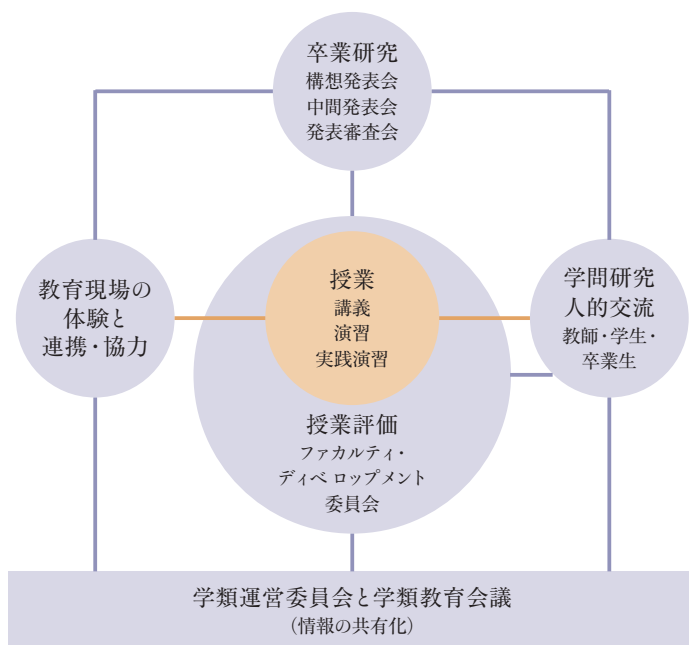 卒業研究
構想発表会
中間発表会
発表審査会
教育現場の
体験と
連携・協力
授業
講義
演習
実践演習
学問研究
人的交流
教師・学生・
卒業生
授業評価
ファカルティ・
ディベロップメント
委員会
学類運営委員会と学類教育会議
（情報の共有化）